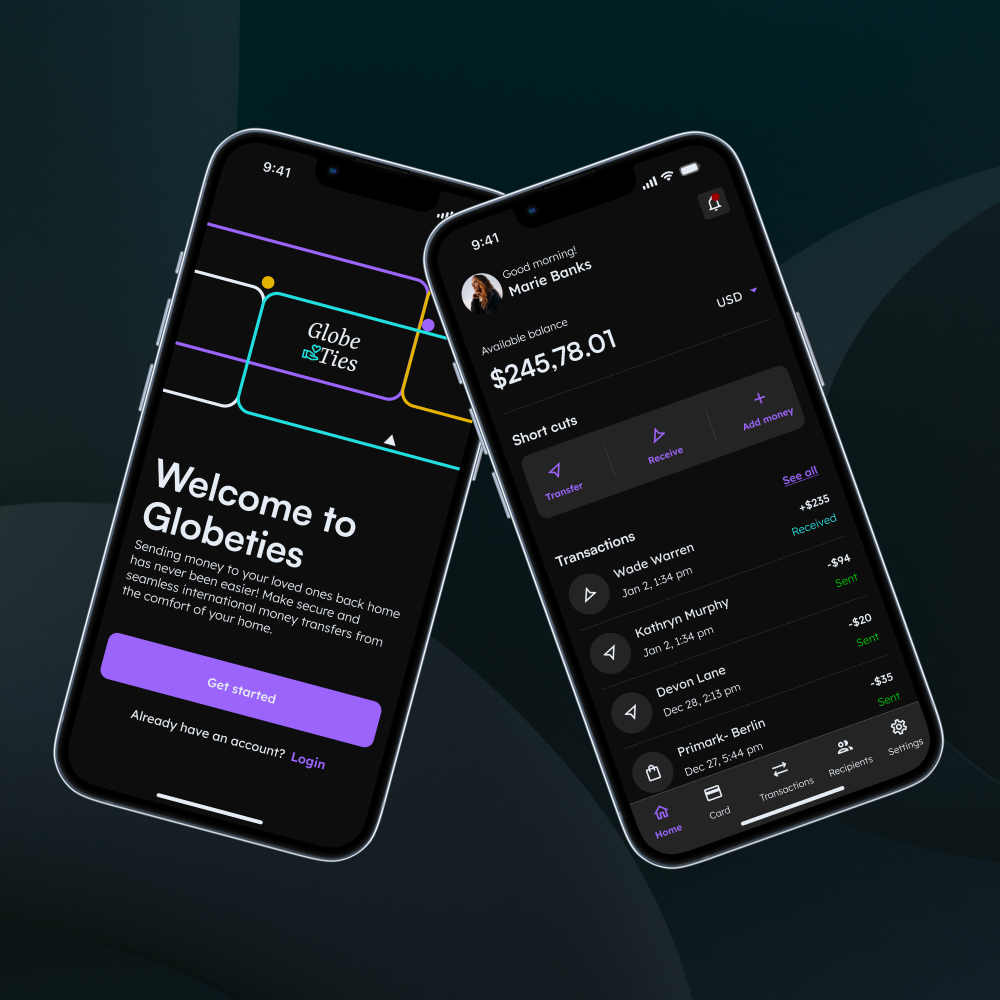 9:41
Globe
Ties
Welcome to
Globeties
Sending money to your loved ones back home
has never been easier! Make secure and
seamless international money transfers from
the comfort of your home.
Get started
Already have an account? Login
9:41
Good morning!
Marie Banks
Available balance
$245,78.01
USD
Short cuts
Transfer
Receive
Add money
Transactions
See all
Wade Warren
+$235
Jan 2, 1:34 pm
Received
Kathryn Murphy
-$94
Jan 2, 1:34 pm
Sent
Devon Lane
-$20
Dec 28, 2:13 pm
Sent
Primark- Berlin
-$35
Dec 27, 5:44 pm
Sent
Home
Card
Transactions
Recipients
Settings